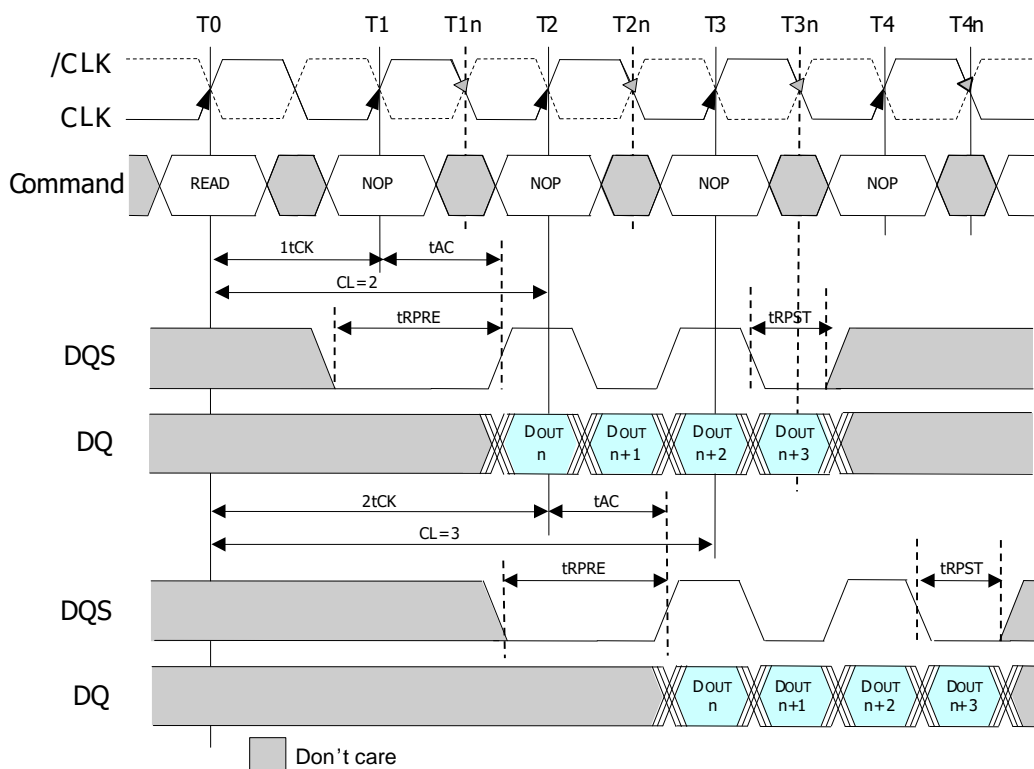 T0 T1 T1n T2 T2n T3 T3n T4 T4n
/CLK
CLK
Command READ NOP NOP NOP NOP
1tCK tAC
CL=2
tRPRE tRPST
DQS
DQ
DOUT n DOUT n+1 DOUT n+2 DOUT n+3
2tCK tAC
CL=3
tRPRE tRPST
DQS
DQ
DOUT n DOUT n+1 DOUT n+2 DOUT n+3
Don't care